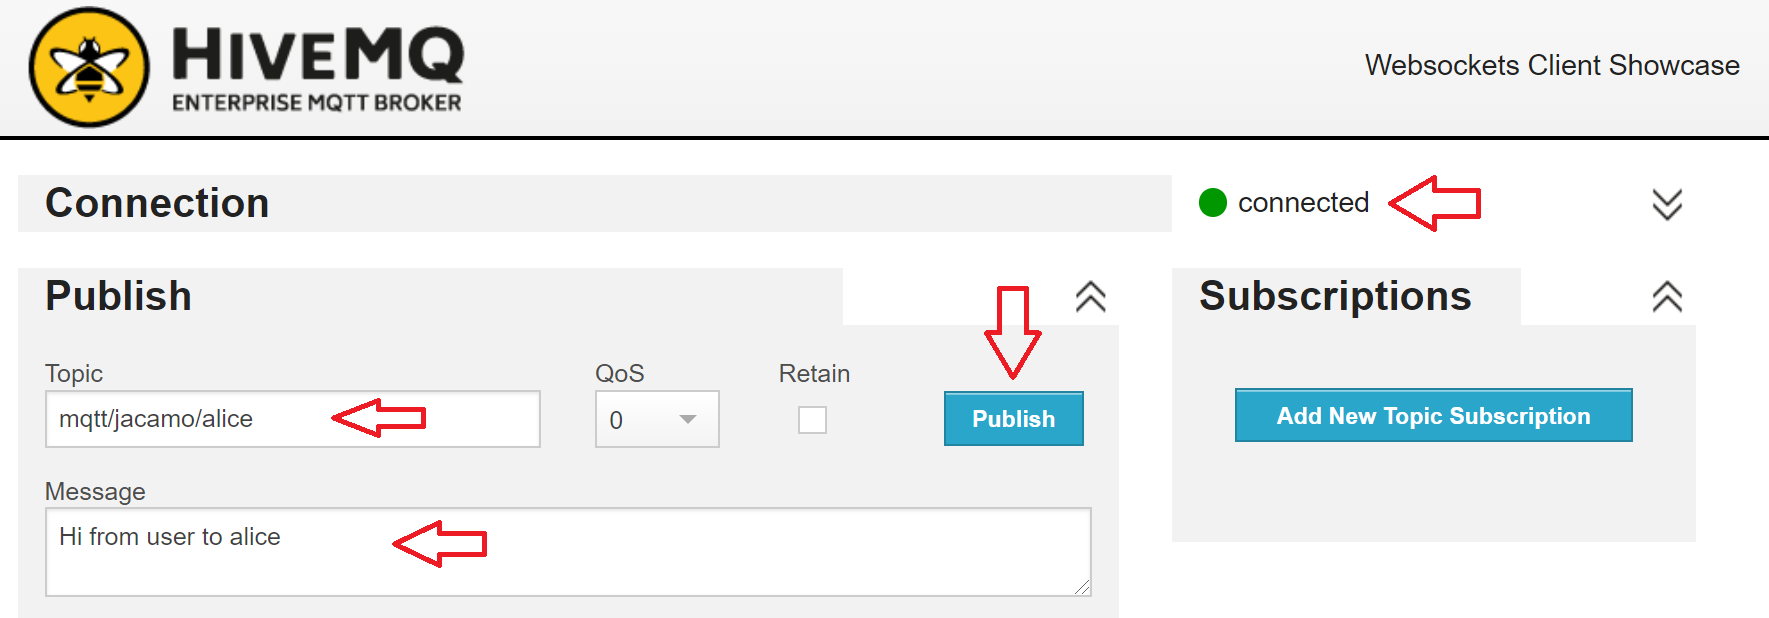 HIVEMQ
ENTERPRISE MQTT BROKER
Websockets Client Showcase
Connection
connected
Publish
Subscriptions
Topic
QoS
Retain
mqtt/jacamo/alice
0
Publish
Add New Topic Subscription
Message
Hi from user to alice